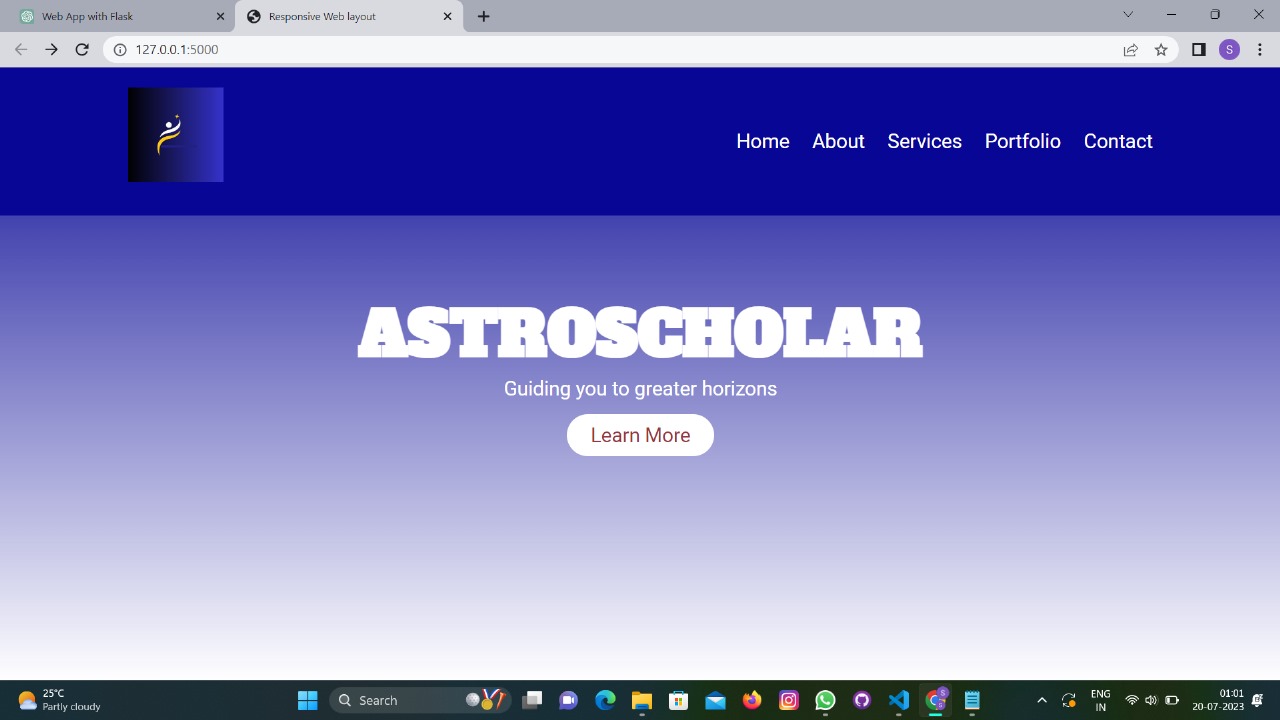 Web App with Flask
Responsive Web layout
127.0.0.1:5000
S
Home About Services Portfolio Contact
ASTROSCHOLAR
Guiding you to greater horizons
Learn More
25°C
Partly cloudy
Search
ENG
IN
01:01
20-07-2023